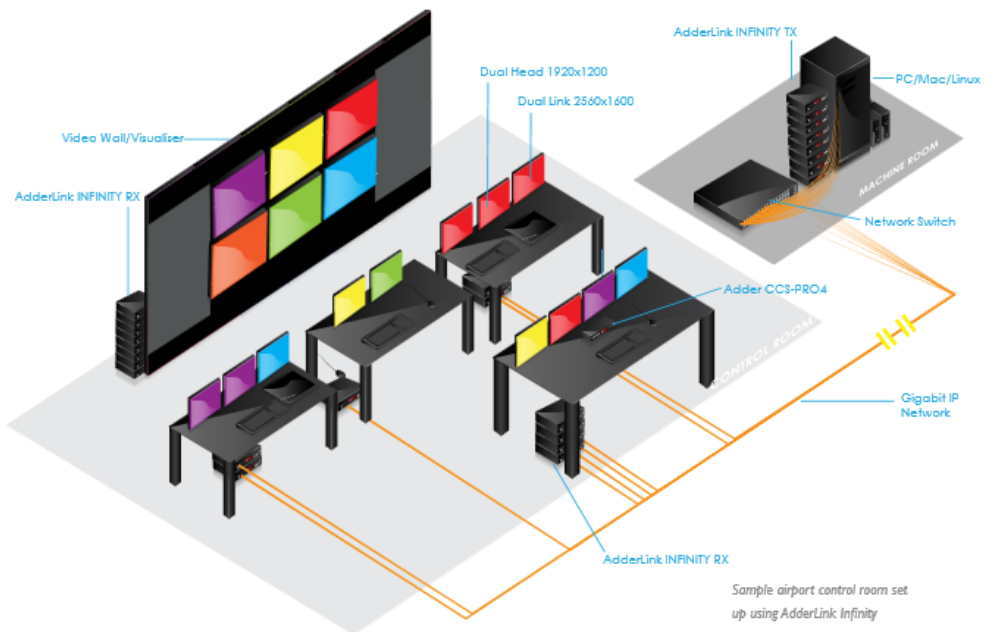 AdderLink INFINITY TX
Dual Head 1920x1200
PC/Mac/Linux
Dual Link 2560x1600
Video Wall/Visualiser
MACHINE ROOM
AdderLink INFINITY RX
Network Switch
Adder CCS-PRO4
CONTROL ROOM
Gigabit IP
Network
AdderLink INFINITY RX
Sample airport control room set
up using AdderLink Infinity